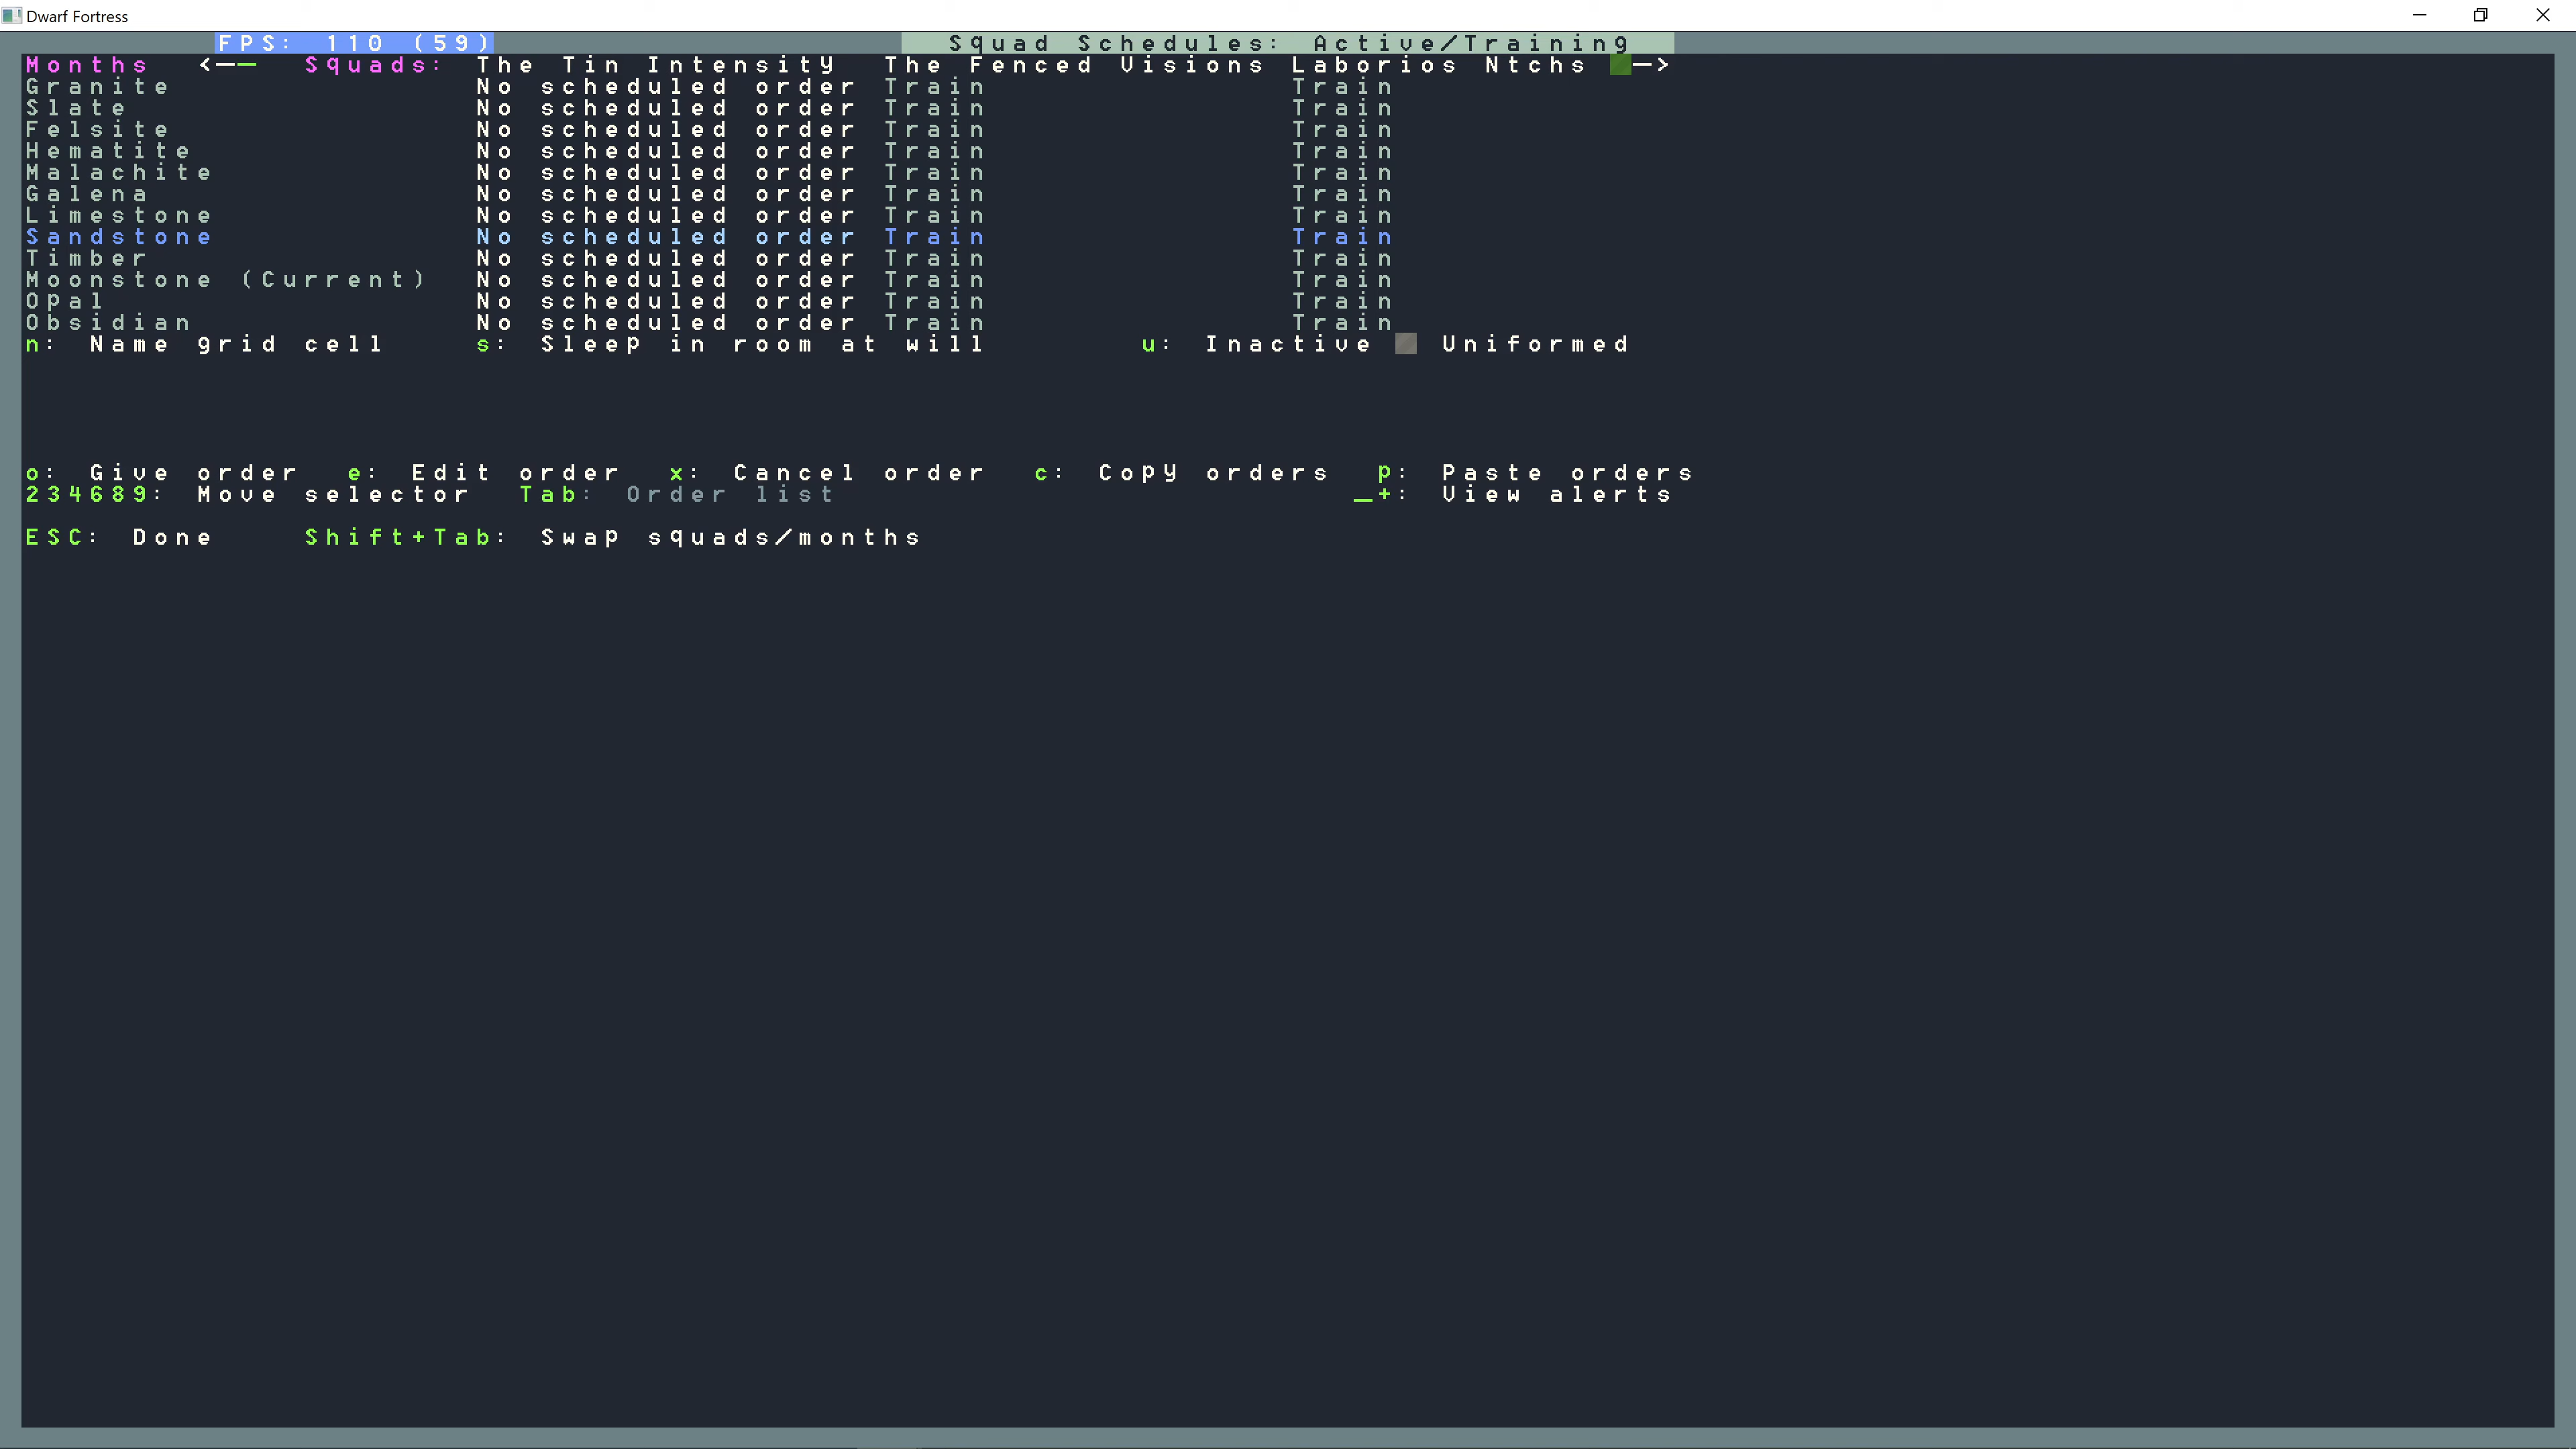 Dwarf Fortress
FPS: 110 (59) Squad Schedules: Active/Training
Months <—— Squads: The Tin Intensity The Fenced Visions Laborios Ntchs —>
Granite No scheduled order Train Train
Slate No scheduled order Train Train
Felsite No scheduled order Train Train
Hematite No scheduled order Train Train
Malachite No scheduled order Train Train
Galena No scheduled order Train Train
Limestone No scheduled order Train Train
Sandstone No scheduled order Train Train
Timber No scheduled order Train Train
Moonstone (Current) No scheduled order Train Train
Opal No scheduled order Train Train
Obsidian No scheduled order Train Train
n: Name grid cell s: Sleep in room at will u: Inactive Uniformed
o: Give order e: Edit order x: Cancel order c: Copy orders p: Paste orders
234689: Move selector Tab: Order list _+: View alerts
ESC: Done Shift+Tab: Swap squads/months